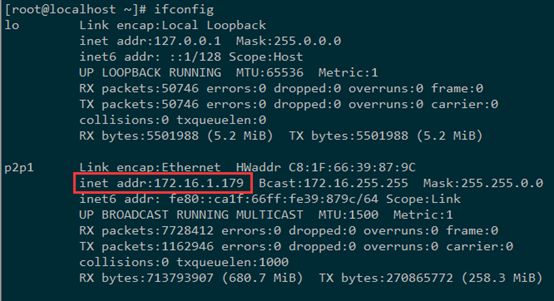 [root@localhost ~]# ifconfig
lo        Link encap:Local Loopback
          inet addr:127.0.0.1  Mask:255.0.0.0
          inet6 addr: ::1/128 Scope:Host
          UP LOOPBACK RUNNING  MTU:65536  Metric:1
          RX packets:50746 errors:0 dropped:0 overruns:0 frame:0
          TX packets:50746 errors:0 dropped:0 overruns:0 carrier:0
          collisions:0 txqueuelen:0
          RX bytes:5501988 (5.2 MiB)  TX bytes:5501988 (5.2 MiB)

p2p1      Link encap:Ethernet  HWaddr C8:1F:66:39:87:9C
          inet addr:172.16.1.179  Bcast:172.16.255.255  Mask:255.255.0.0
          inet6 addr: fe80::ca1f:66ff:fe39:879c/64 Scope:Link
          UP BROADCAST RUNNING MULTICAST  MTU:1500  Metric:1
          RX packets:7728412 errors:0 dropped:0 overruns:0 frame:0
          TX packets:1162946 errors:0 dropped:0 overruns:0 carrier:0
          collisions:0 txqueuelen:1000
          RX bytes:713793907 (680.7 MiB)  TX bytes:270865772 (258.3 MiB)